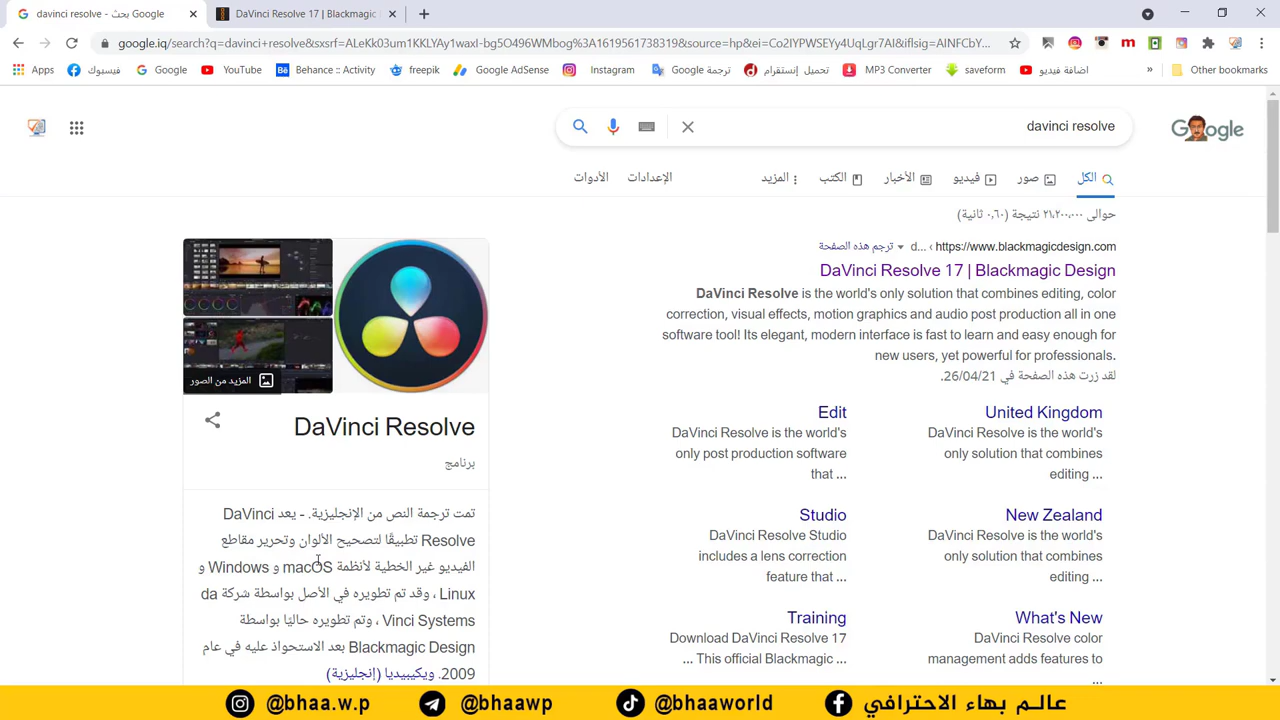 davinci resolve - بحث Google
DaVinci Resolve 17 | Blackmagic
google.iq/search?q=davinci+resolve&sxsrf=ALeKk03um1KKLYAy1waxI-bg5O496WMbog%3A1619561738319&source=hp&ei=Co2IYPWSEYy4UqLgr7AI&iflsig=AINFCbY...
Apps
فيسبوك
Google
YouTube
Behance :: Activity
freepik
Google AdSense
Instagram
ترجمة Google
تحميل إنستقرام
MP3 Converter
saveform
اضافة فيديو
»
Other bookmarks
davinci resolve
Google
الكل
صور
فيديو
الأخبار
الكتب
المزيد
الإعدادات
الأدوات
حوالى ٢١,٢٠٠,٠٠٠ نتيجة (٠,٦٠ ثانية)
https://www.blackmagicdesign.com › d... ترجم هذه الصفحة
DaVinci Resolve 17 | Blackmagic Design
DaVinci Resolve is the world's only solution that combines editing, color
correction, visual effects, motion graphics and audio post production all in one
software tool! Its elegant, modern interface is fast to learn and easy enough for
new users, yet powerful for professionals.
لقد زرت هذه الصفحة في 26/04/21.
United Kingdom
DaVinci Resolve is the world's
only solution that combines
editing ...
Edit
DaVinci Resolve is the world's
only post production software
that ...
New Zealand
DaVinci Resolve is the world's
only solution that combines
editing ...
Studio
DaVinci Resolve Studio
includes a lens correction
feature that ...
What's New
DaVinci Resolve color
management adds features to
...
Training
Download DaVinci Resolve 17
... This official Blackmagic ...
المزيد من الصور
DaVinci Resolve
برنامج
تمت ترجمة النص من الإنجليزية. - يعد DaVinci
Resolve تطبيقًا لتصحيح الألوان وتحرير مقاطع
الفيديو غير الخطية لأنظمة macOS و Windows و
Linux ، وقد تم تطويره في الأصل بواسطة شركة da
Vinci Systems ، وتم تطويره حاليًا بواسطة
Blackmagic Design بعد الاستحواذ عليه في عام
2009. ويكيبيديا (إنجليزية)
@bhaa.w.p
@bhaawp
@bhaaworld
عالم بهاء الاحترافي